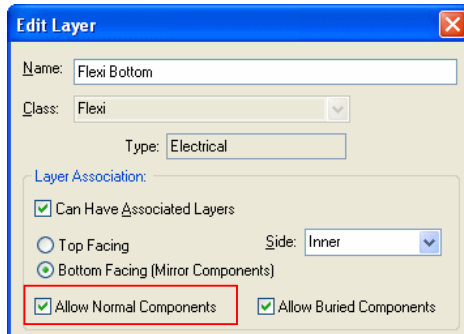 Edit Layer
Name: Flexi Bottom
Class: Flexi
Type: Electrical
Layer Association:
Can Have Associated Layers
Top Facing Side: Inner
Bottom Facing (Mirror Components)
Allow Normal Components Allow Buried Components